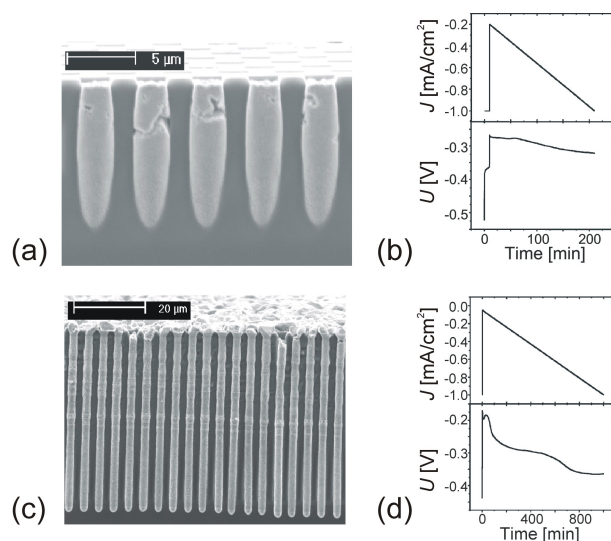 5 µm
(a)
(b)
J [mA/cm²]
-0.2
-0.4
-0.6
-0.8
-1.0
U [V]
-0.3
-0.4
-0.5
0 100 200
Time [min]
20 µm
(c)
(d)
J [mA/cm²]
0.0
-0.2
-0.4
-0.6
-0.8
-1.0
U [V]
-0.2
-0.3
-0.4
0 400 800
Time [min]